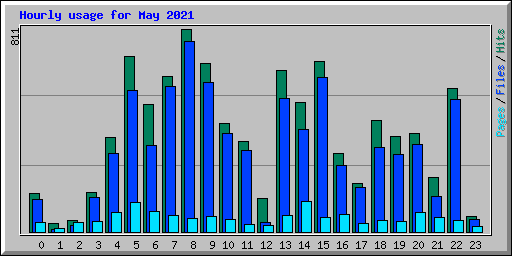 Hourly usage for May 2021
811
Pages / Files / Hits
0 1 2 3 4 5 6 7 8 9 10 11 12 13 14 15 16 17 18 19 20 21 22 23